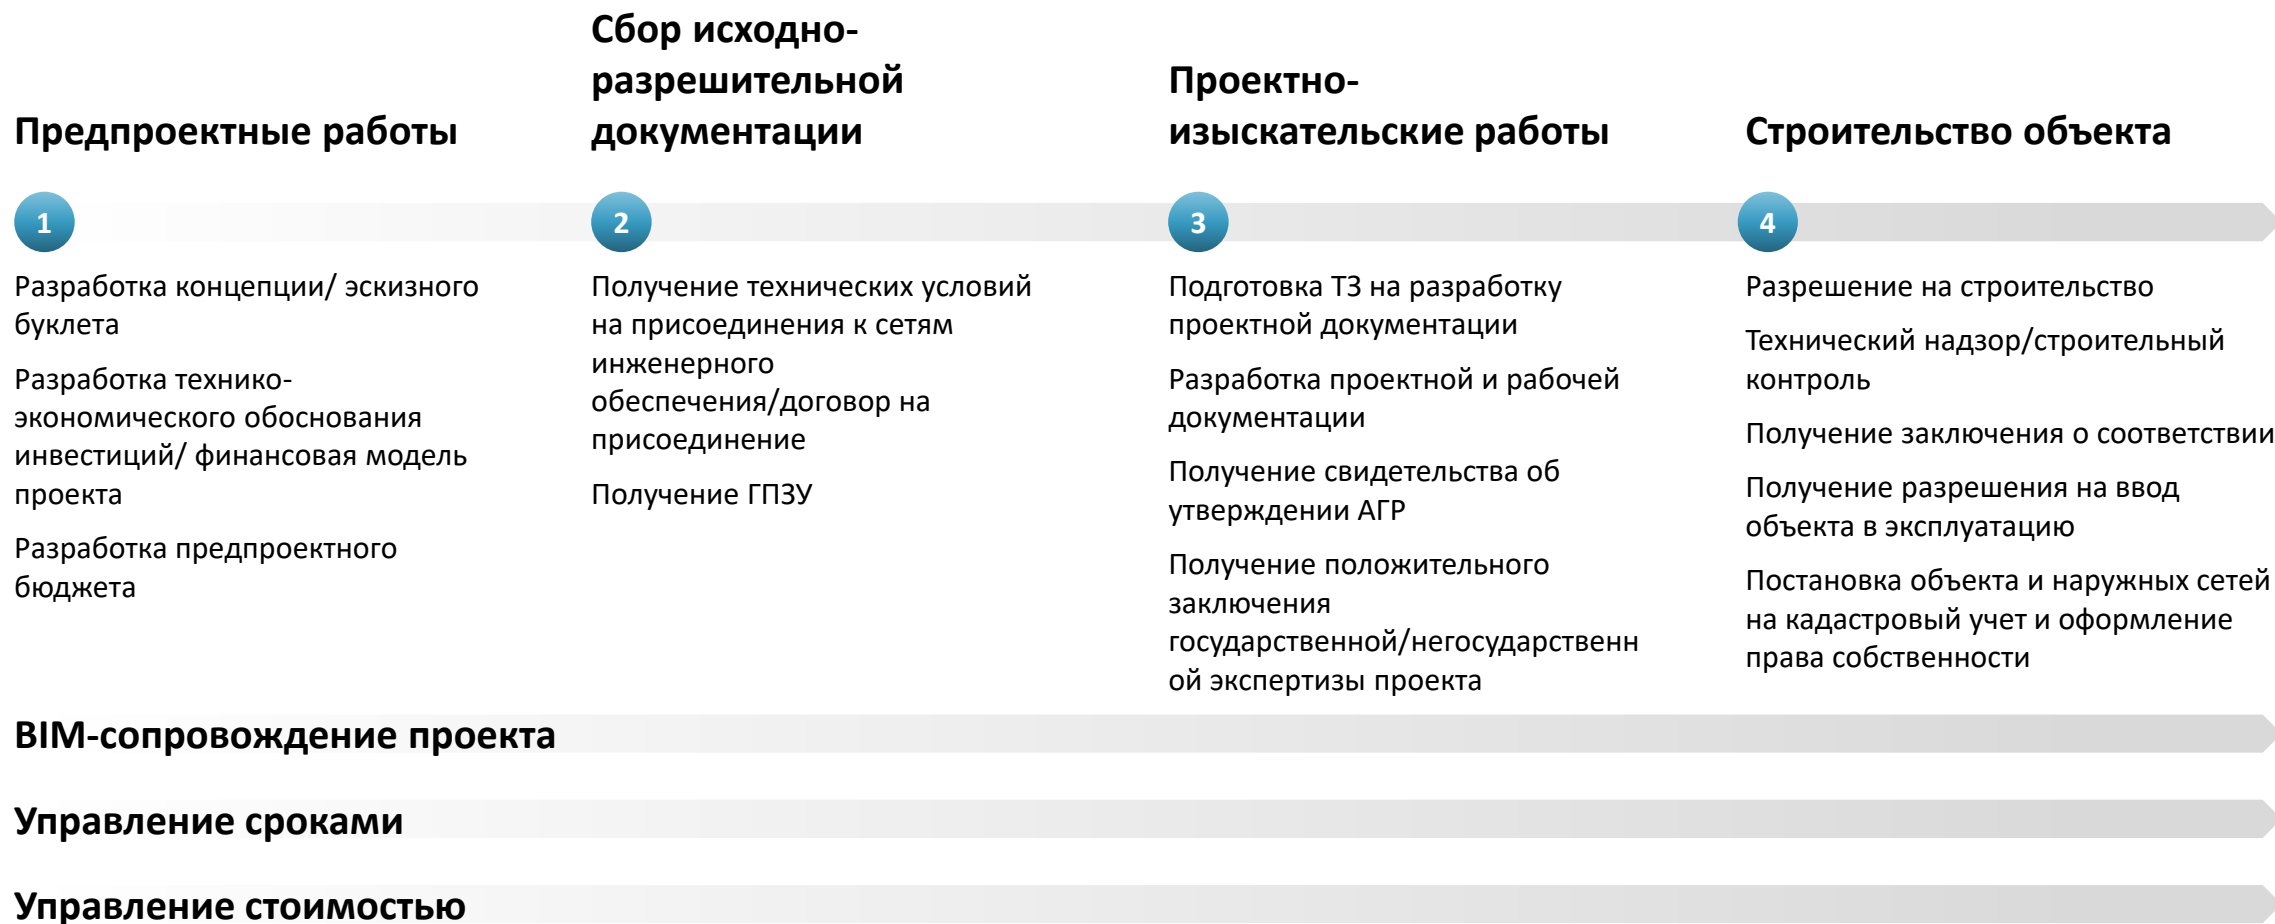 Предпроектные работы
Сбор исходно-
разрешительной
документации
Проектно-
изыскательские работы
Строительство объекта
1
2
3
4
Разработка концепции/ эскизного
буклета
Разработка технико-
экономического обоснования
инвестиций/ финансовая модель
проекта
Разработка предпроектного
бюджета
Получение технических условий
на присоединения к сетям
инженерного
обеспечения/договор на
присоединение
Получение ГПЗУ
Подготовка ТЗ на разработку
проектной документации
Разработка проектной и рабочей
документации
Получение свидетельства об
утверждении АГР
Получение положительного
заключения
государственной/негосударственн
ой экспертизы проекта
Разрешение на строительство
Технический надзор/строительный
контроль
Получение заключения о соответствии
Получение разрешения на ввод
объекта в эксплуатацию
Постановка объекта и наружных сетей
на кадастровый учет и оформление
права собственности
BIM-сопровождение проекта
Управление сроками
Управление стоимостью